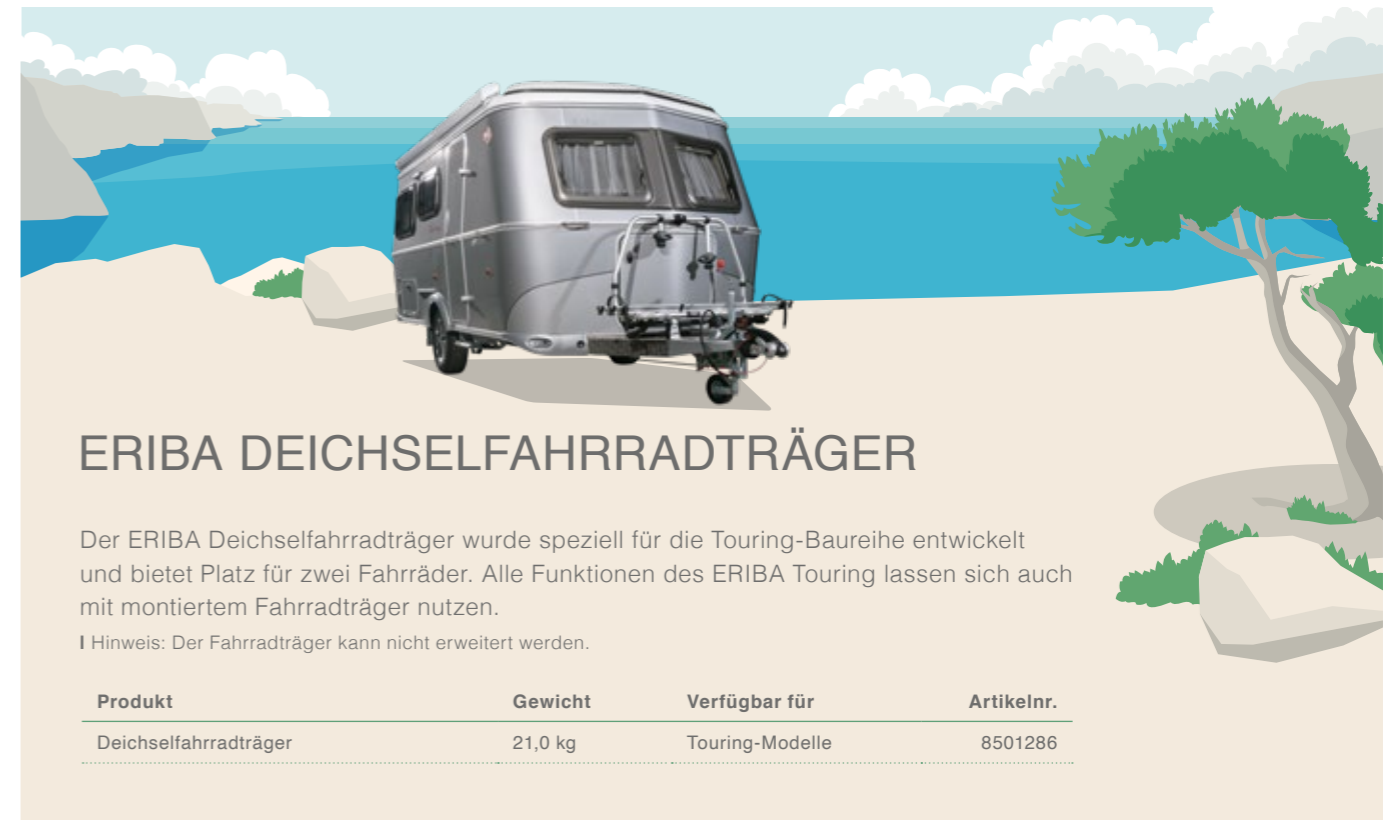 ERIBA DEICHSELFAHRRADTRÄGER
Der ERIBA Deichselfahrradträger wurde speziell für die Touring-Baureihe entwickelt
und bietet Platz für zwei Fahrräder. Alle Funktionen des ERIBA Touring lassen sich auch
mit montiertem Fahrradträger nutzen.
I Hinweis: Der Fahrradträger kann nicht erweitert werden.
Produkt Gewicht Verfügbar für Artikelnr.
Deichselfahrradträger 21,0 kg Touring-Modelle 8501286